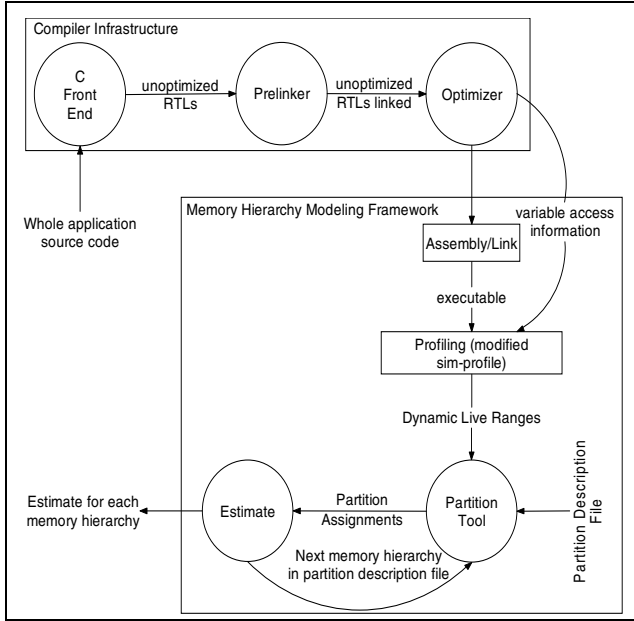 Compiler Infrastructure
C
Front
End
unoptimized
RTLs
Prelinker
unoptimized
RTLs linked
Optimizer
Whole application
source code
Memory Hierarchy Modeling Framework
variable access
information
Assembly/Link
executable
Profiling (modified
sim-profile)
Dynamic Live Ranges
Estimate for each
memory hierarchy
Estimate
Partition
Assignments
Partition
Tool
Partition Description
File
Next memory hierarchy
in partition description file